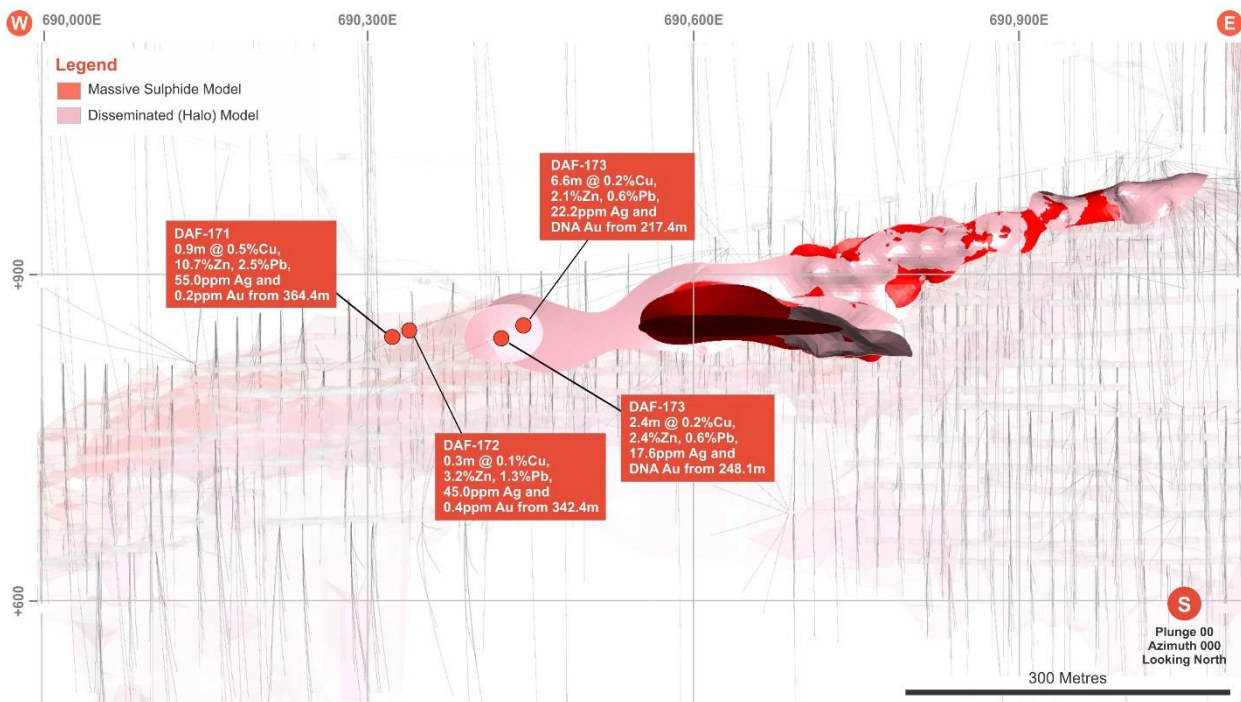 W
690,000E
690,300E
690,600E
690,900E
E
Legend
Massive Sulphide Model
Disseminated (Halo) Model
DAF-173
6.6m @ 0.2%Cu,
2.1%Zn, 0.6%Pb,
22.2ppm Ag and
DNA Au from 217.4m
DAF-171
0.9m @ 0.5%Cu,
10.7%Zn, 2.5%Pb,
55.0ppm Ag and
0.2ppm Au from 364.4m
+900
DAF-173
2.4m @ 0.2%Cu,
2.4%Zn, 0.6%Pb,
17.6ppm Ag and
DNA Au from 248.1m
DAF-172
0.3m @ 0.1%Cu,
3.2%Zn, 1.3%Pb,
45.0ppm Ag and
0.4ppm Au from 342.4m
+600
S
Plunge 00
Azimuth 000
Looking North
300 Metres